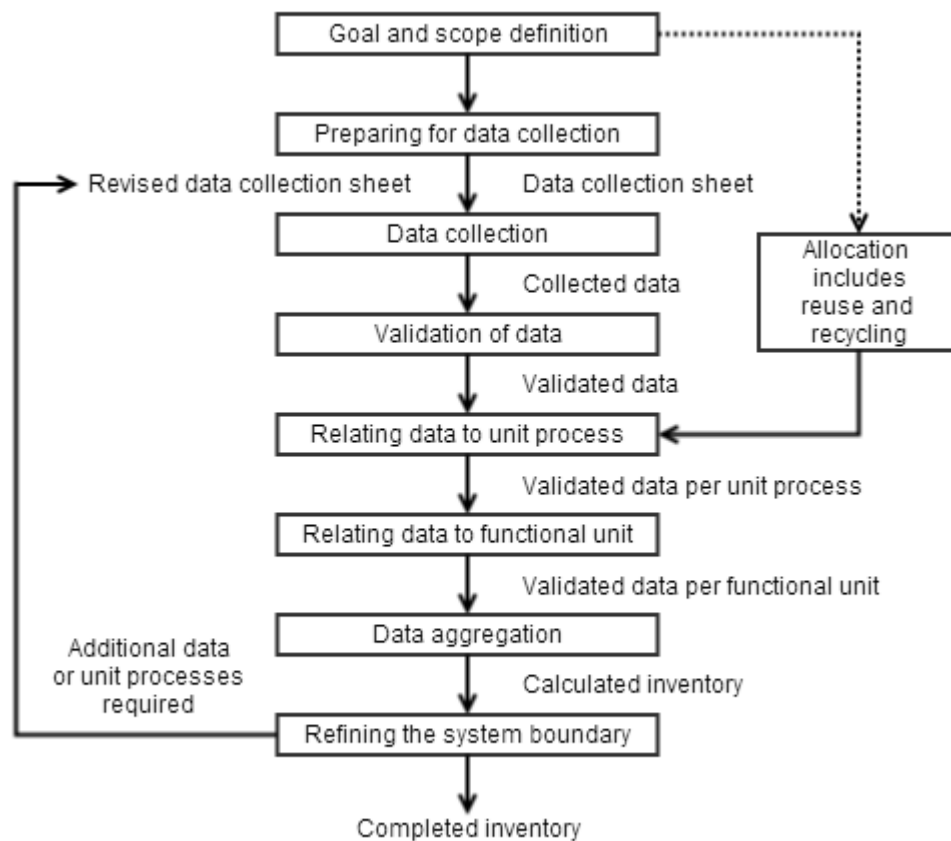 Goal and scope definition
Preparing for data collection
Revised data collection sheet
Data collection sheet
Data collection
Allocation
includes
reuse and
recycling
Collected data
Validation of data
Validated data
Relating data to unit process
Validated data per unit process
Relating data to functional unit
Validated data per functional unit
Data aggregation
Additional data
or unit processes
required
Calculated inventory
Refining the system boundary
Completed inventory